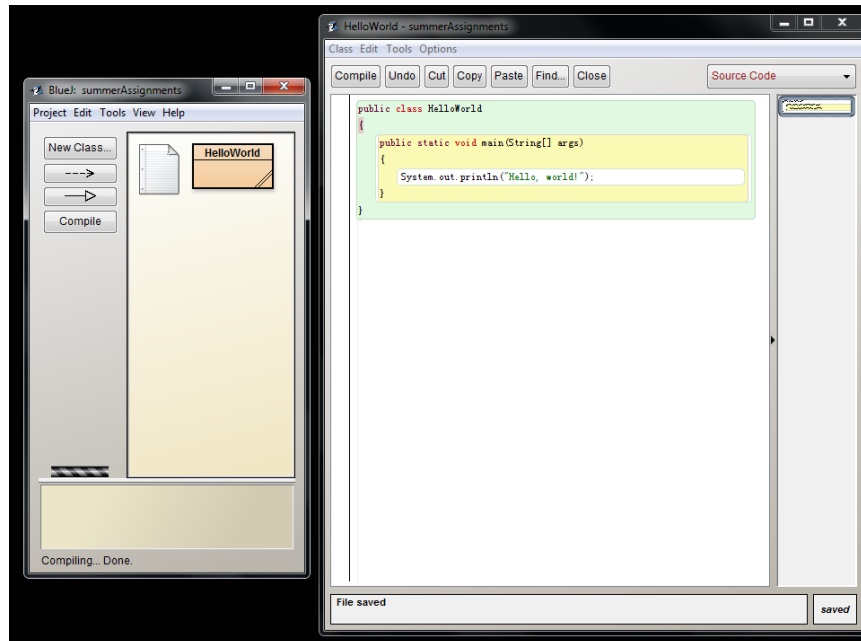 HelloWorld - summerAssignments
Class Edit Tools Options
Compile Undo Cut Copy Paste Find... Close Source Code
public class HelloWorld
{
public static void main(String[] args)
{
System.out.println("Hello, world!");
}
}
File saved
saved
BlueJ: summerAssignments
Project Edit Tools View Help
New Class...
HelloWorld
Compile
Compiling... Done.